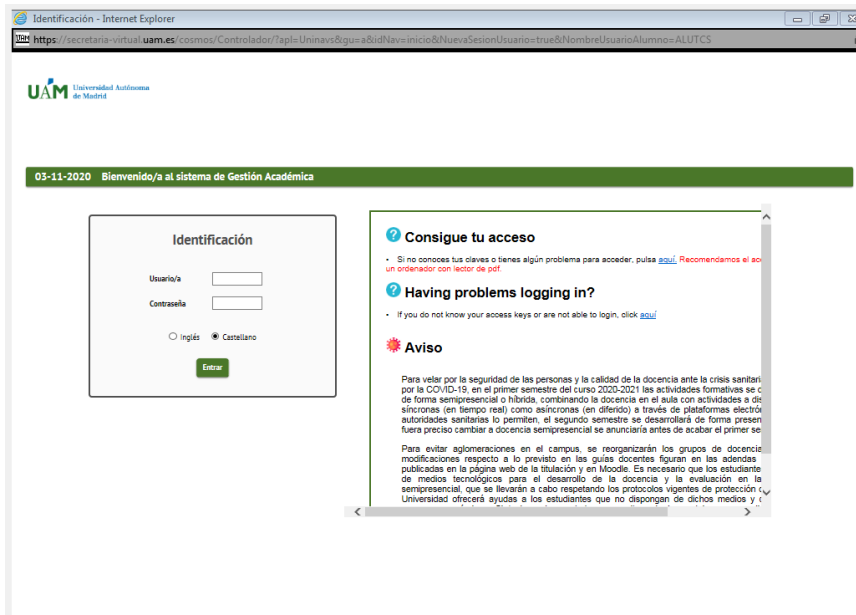 Identificación - Internet Explorer
https://secretaria-virtual.uam.es/cosmos/Controlador/?apl=Uninavs&gu=a&idNav=inicio&NuevaSesionUsuario=true&NombreUsuarioAlumno=ALUTCS
UAM Universidad Autónoma
de Madrid
03-11-2020 Bienvenido/a al sistema de Gestión Académica
Identificación
Usuario/a
Contraseña
Inglés Castellano
Entrar
Consigue tu acceso
• Si no conoces tus claves o tienes algún problema para acceder, pulsa aquí. Recomendamos el
un ordenador con lector de pdf.
Having problems logging in?
• If you do not know your access keys or are not able to login, click aquí
Aviso
Para velar por la seguridad de las personas y la calidad de la docencia ante la crisis
por la COVID-19, en el primer semestre del curso 2020-2021 las actividades formativas se
de forma semipresencial o híbrida, combinando la docencia en el aula con actividades a
síncronas (en tiempo real) como asíncronas (en diferido) a través de plataformas
autoridades sanitarias lo permiten, el segundo semestre se desarrollará de forma
fuera preciso cambiar a docencia semipresencial se anunciaría antes de acabar el primer
Para evitar aglomeraciones en el campus, se reorganizarán los grupos de docencia
modificaciones respecto a lo previsto en las guías docentes figuran en las adendas
publicadas en la página web de la titulación y en Moodle. Es necesario que los
de medios tecnológicos para el desarrollo de la docencia y la evaluación en la
semipresencial, que se llevarán a cabo respetando los protocolos vigentes de protección
Universidad ofrecerá ayudas a los estudiantes que no dispongan de dichos medios y